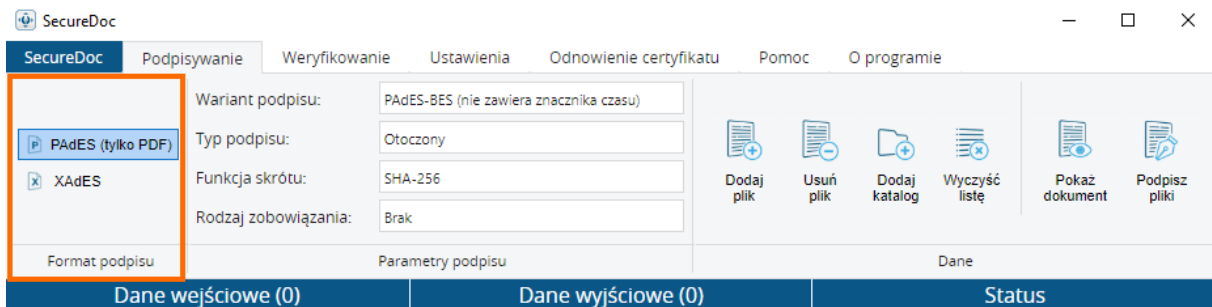 SecureDoc
SecureDoc Podpisywanie Weryfikowanie Ustawienia Odnowienie certyfikatu Pomoc O programie
PAdES (tylko PDF)
XAdES
Format podpisu
Wariant podpisu: PAdES-BES (nie zawiera znacznika czasu)
Typ podpisu: Otoczony
Funkcja skrótu: SHA-256
Rodzaj zobowiązania: Brak
Parametry podpisu
Dodaj plik
Usuń plik
Dodaj katalog
Wyczyść listę
Pokaż dokument
Podpisz pliki
Dane
Dane wejściowe (0) Dane wyjściowe (0) Status